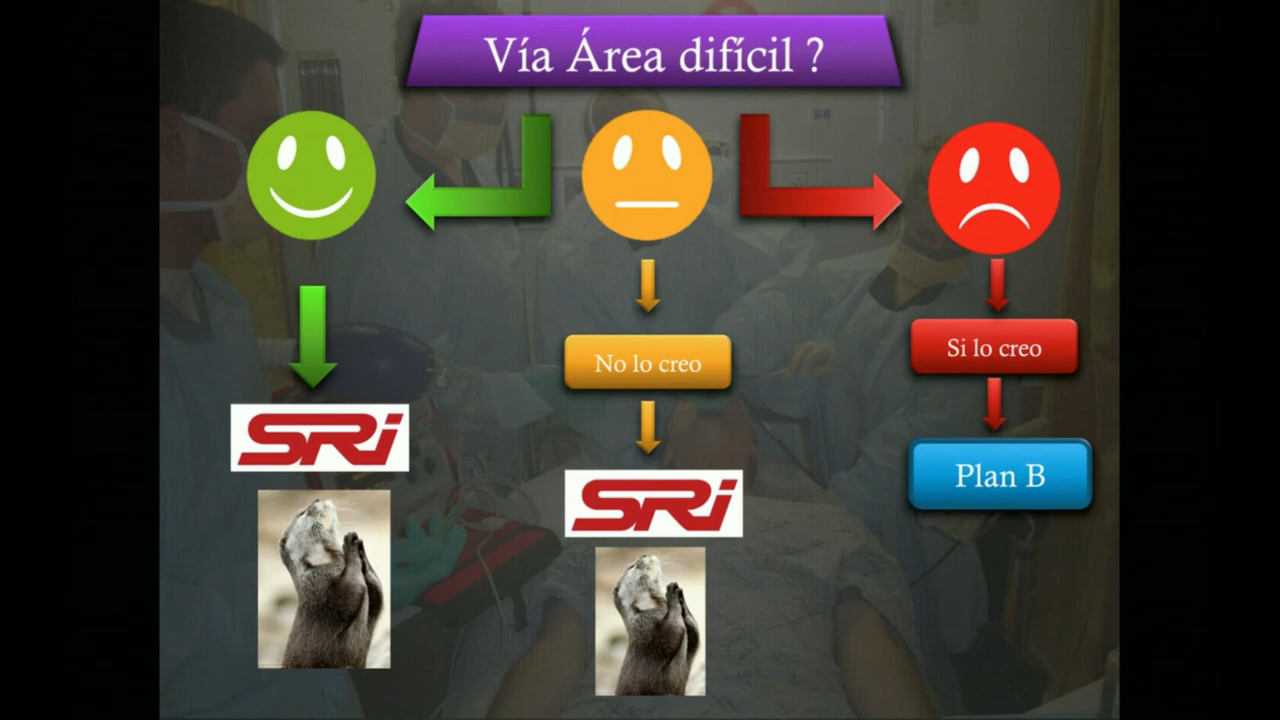 Vía Área difícil ?
No lo creo
Si lo creo
SRi
Plan B
SRi